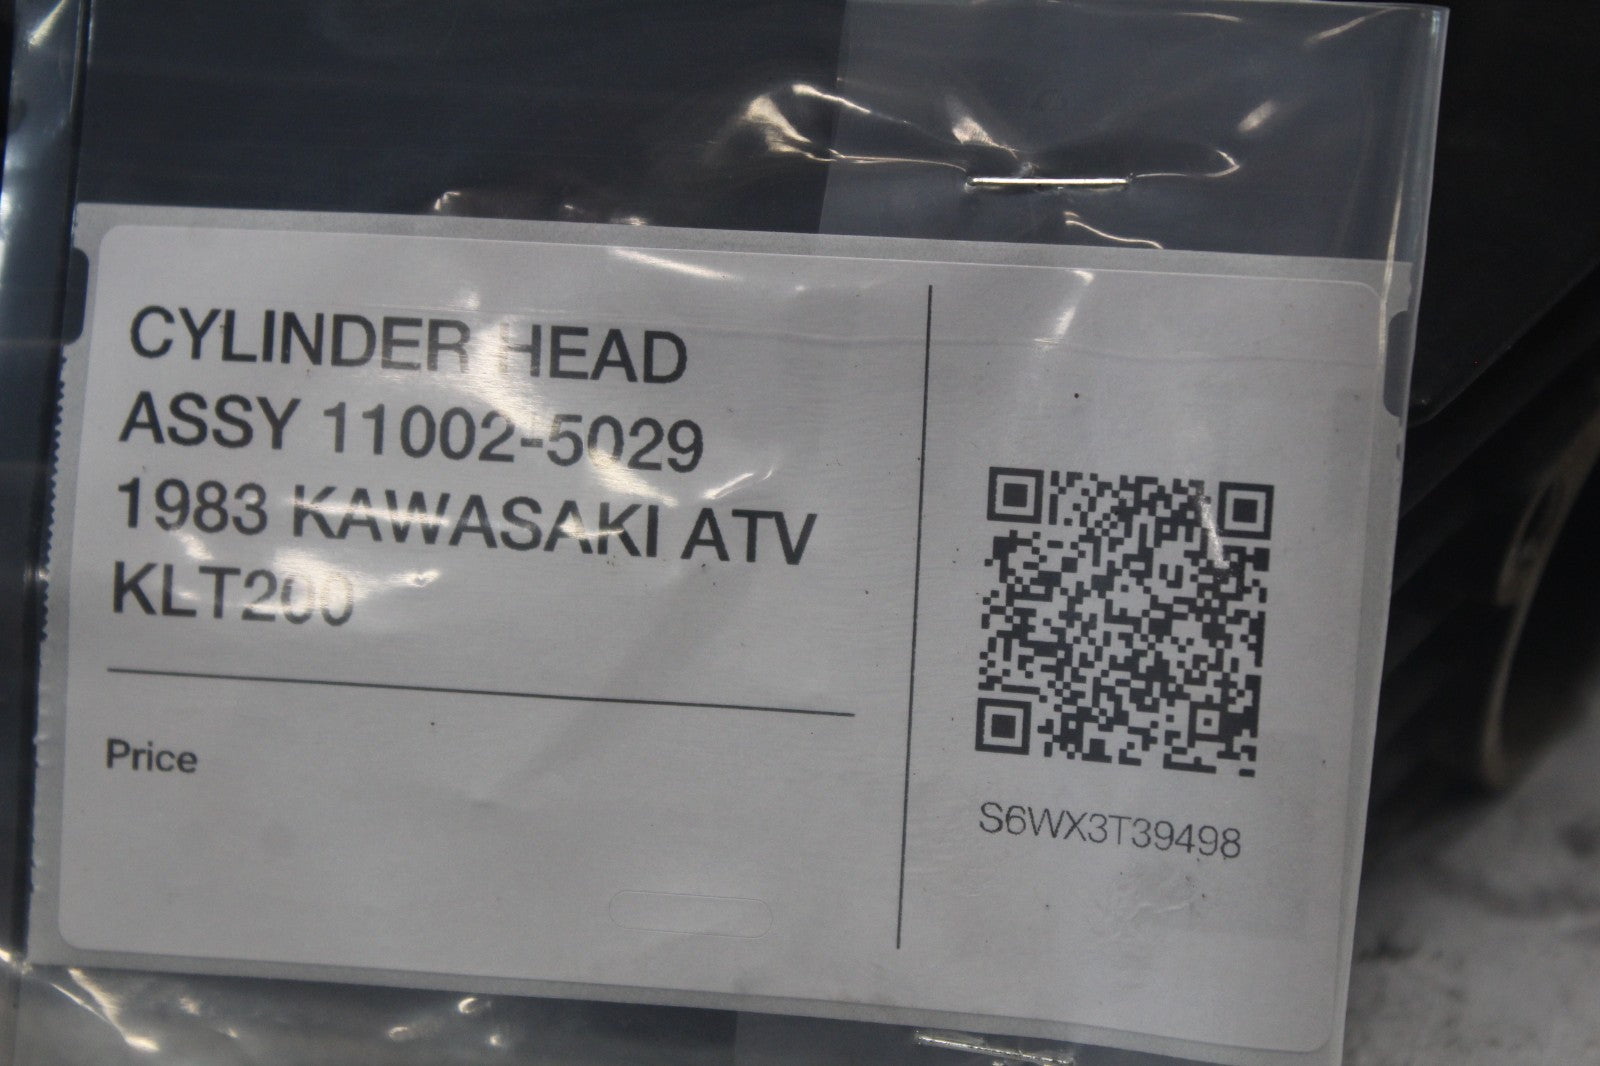 CYLINDER HEAD
ASSY 11002-5029
1983 KAWASAKI ATV
KLT200
Price
S6WX3T39498